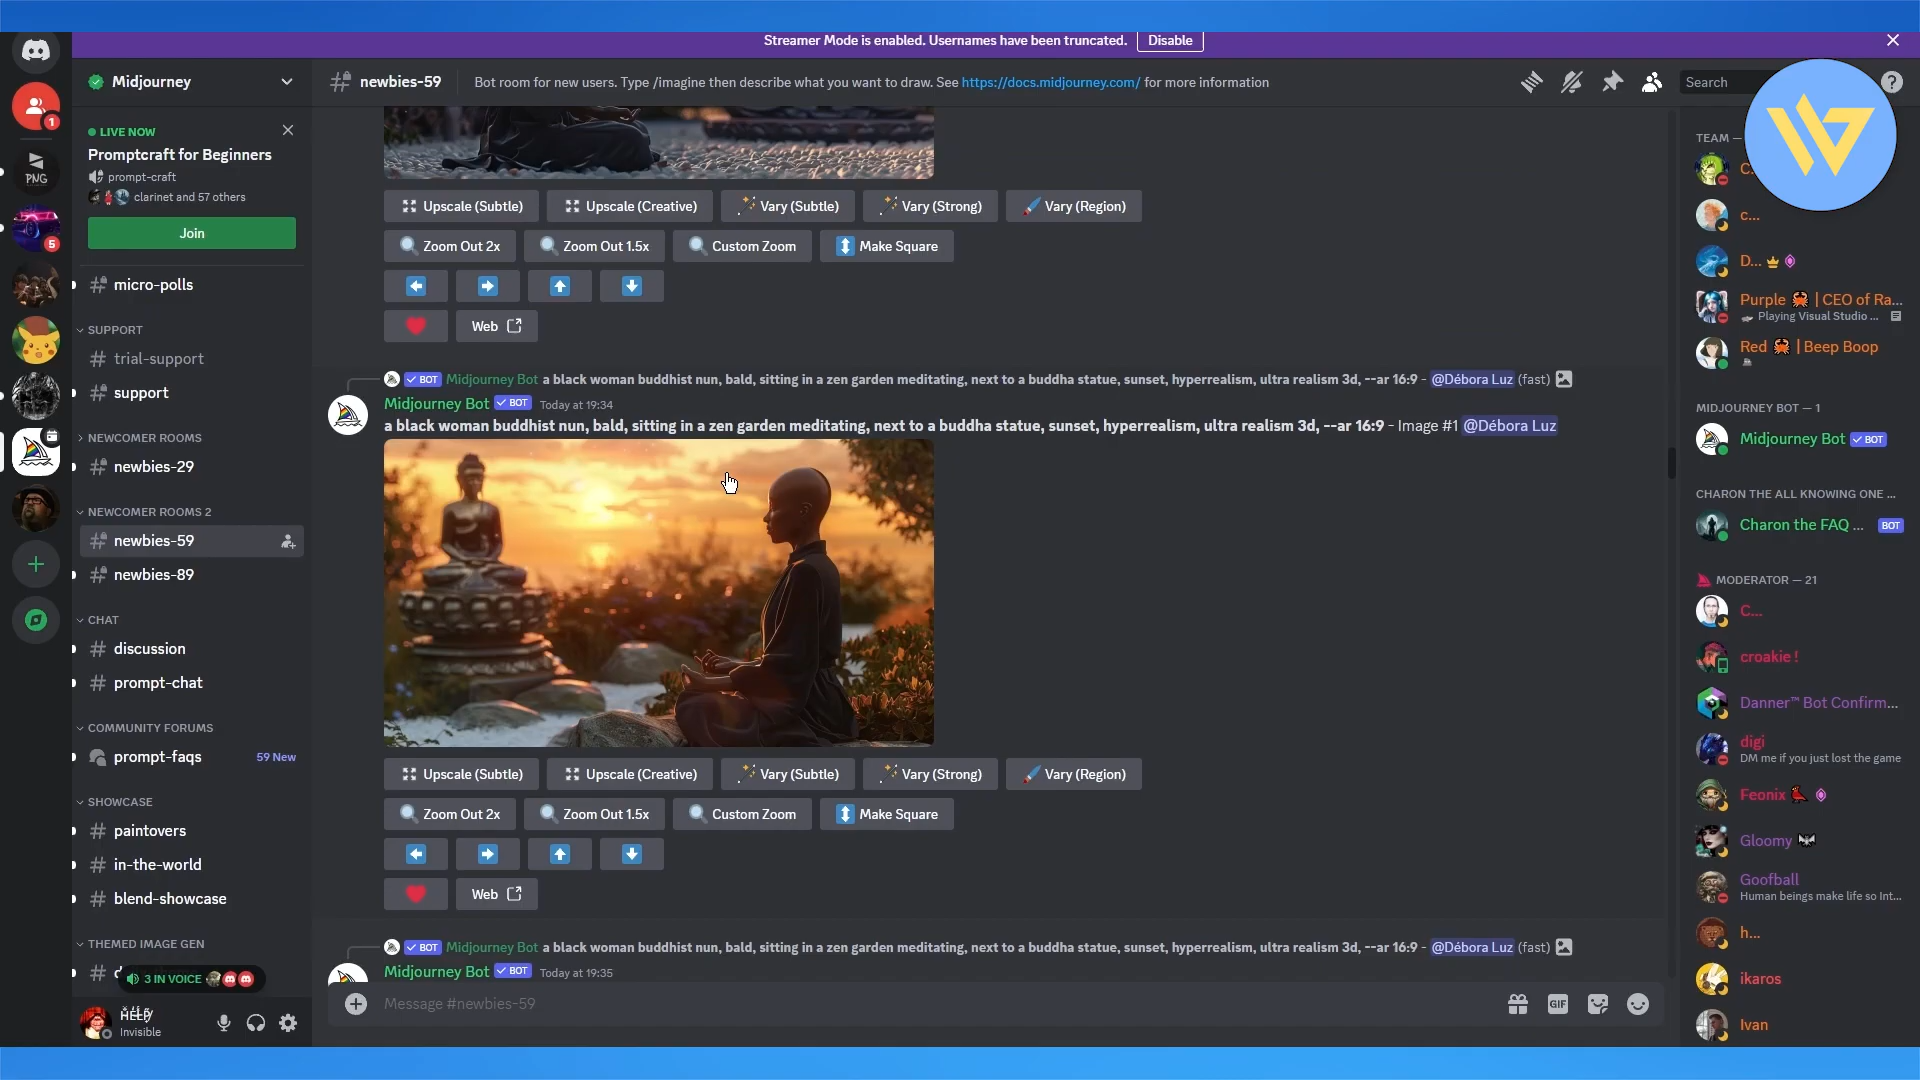 Streamer Mode is enabled. Usernames have been truncated. Disable
Midjourney
newbies-59
Bot room for new users. Type /imagine then describe what you want to draw. See https://docs.midjourney.com/ for more information
Search
1
PNG
5
LIVE NOW
Promptcraft for Beginners
prompt-craft
clarinet and 57 others
Join
micro-polls
SUPPORT
trial-support
support
NEWCOMER ROOMS
newbies-29
NEWCOMER ROOMS 2
newbies-59
newbies-89
CHAT
discussion
prompt-chat
COMMUNITY FORUMS
prompt-faqs 59 New
SHOWCASE
paintovers
in-the-world
blend-showcase
THEMED IMAGE GEN
3 IN VOICE
Invisible
Upscale (Subtle) Upscale (Creative) Vary (Subtle) Vary (Strong) Vary (Region)
Zoom Out 2x Zoom Out 1.5x Custom Zoom Make Square
Web
BOT Midjourney Bot a black woman buddhist nun, bald, sitting in a zen garden meditating, next to a buddha statue, sunset, hyperrealism, ultra realism 3d, --ar 16:9 - @Débora Luz (fast)
Midjourney Bot BOT Today at 19:34
a black woman buddhist nun, bald, sitting in a zen garden meditating, next to a buddha statue, sunset, hyperrealism, ultra realism 3d, --ar 16:9 - Image #1 @Débora Luz
Upscale (Subtle) Upscale (Creative) Vary (Subtle) Vary (Strong) Vary (Region)
Zoom Out 2x Zoom Out 1.5x Custom Zoom Make Square
Web
BOT Midjourney Bot a black woman buddhist nun, bald, sitting in a zen garden meditating, next to a buddha statue, sunset, hyperrealism, ultra realism 3d, --ar 16:9 - @Débora Luz (fast)
Midjourney Bot BOT Today at 19:35
Message #newbies-59
GIF
TEAM —
C...
c...
D...
Purple | CEO of Ra...
Playing Visual Studio ...
Red | Beep Boop
MIDJOURNEY BOT — 1
Midjourney Bot BOT
CHARON THE ALL KNOWING ONE ...
Charon the FAQ ... BOT
MODERATOR — 21
C...
croakie !
Danner™ Bot Confirm...
digi
DM me if you just lost the game
Feonix
Gloomy
Goofball
Human beings make life so Int...
h...
ikaros
Ivan